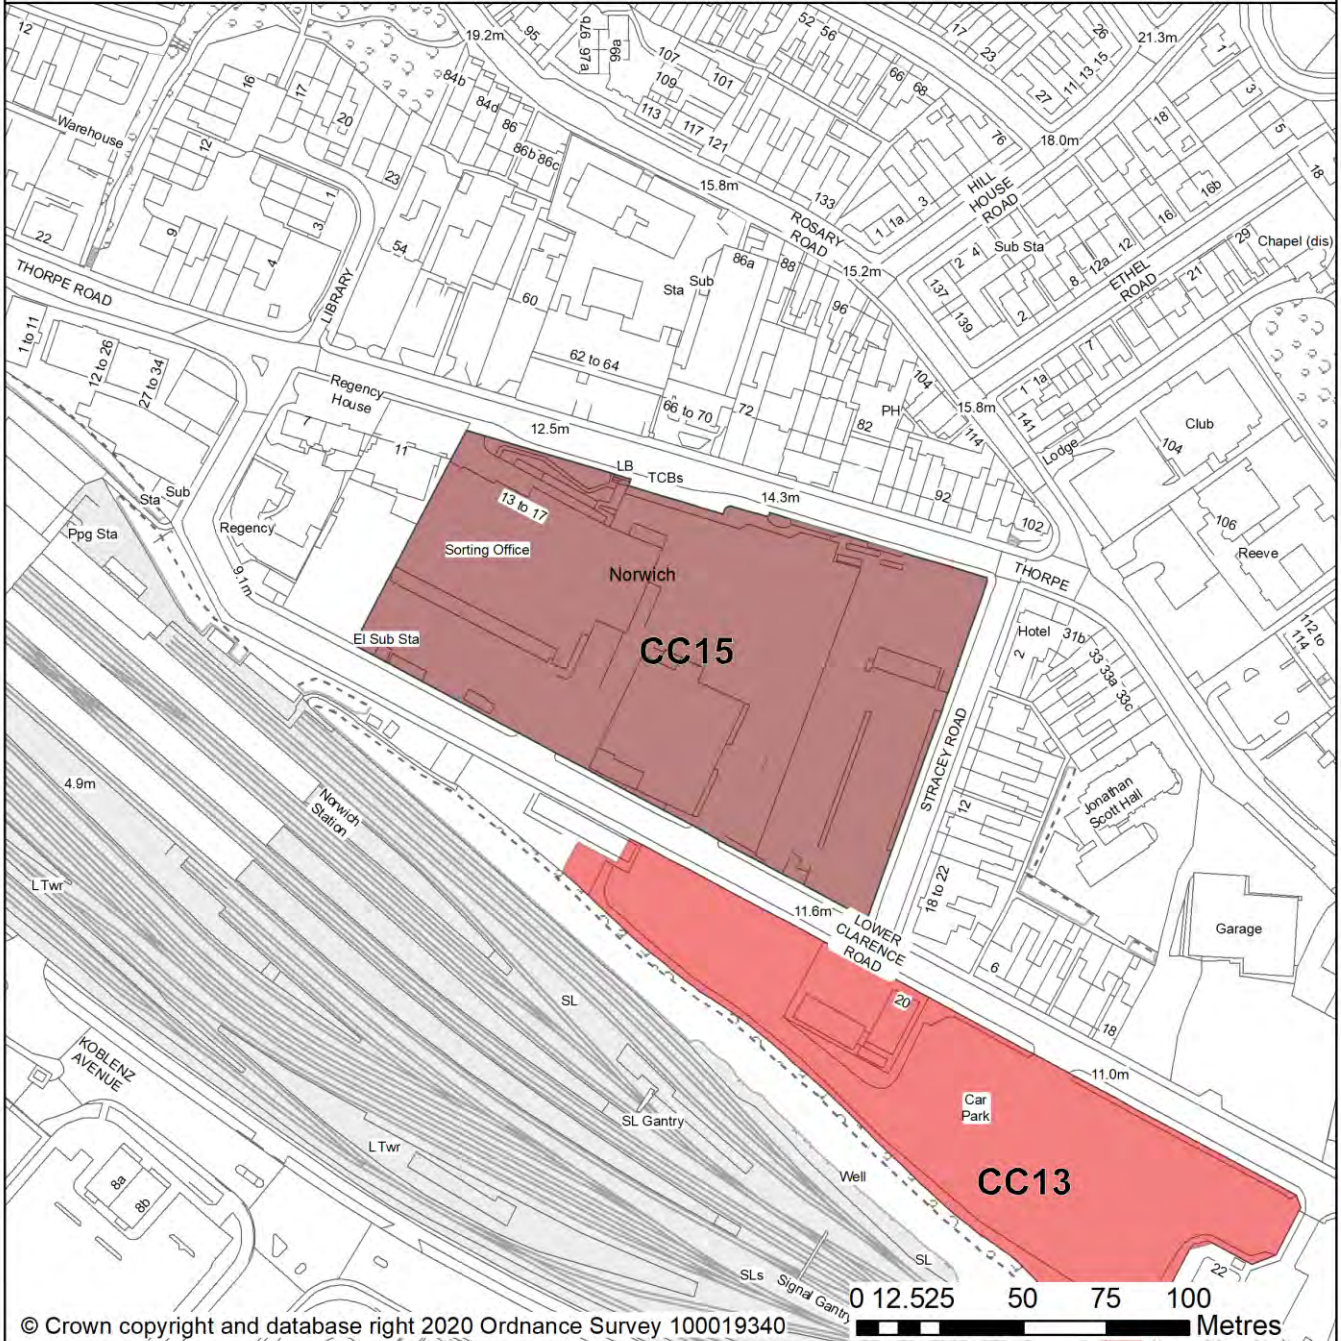 12
19.2m
95
97b
97a
99a
52
56
17
23
26
21.3m
1
107
101
109
113
117
121
66
68
11
13
15
27
3
5
84b
84d
86
86b
86c
16
17
20
12
Warehouse
23
1
3
76
18.0m
18
18
HILL
HOUSE
ROAD
15.8m
133
1
1a
3
ROSARY
ROAD
16b
16
22
9
4
54
THORPE ROAD
LIBRARY
Sub Sta
29
Chapel (dis)
15.2m
2
4
12
12a
8
ETHEL
ROAD
21
86a
88
Sub
Sta
60
96
137
139
2
7
1 to 11
12 to 26
27 to 34
62 to 64
Regency
House
66 to 70
72
82
PH
104
114
15.8m
1
1a
141
Lodge
Club
104
7
11
12.5m
LB
TCBs
14.3m
92
102
106
Reeve
Sub
Sta
Ppg Sta
Regency
9.1m
13 to 17
Sorting Office
Norwich
THORPE
El Sub Sta
CC15
Hotel
2
31b
33
33a
33c
112 to
114
STRACEY ROAD
12
Jonathan
Scott Hall
4.9m
Norwich
Station
L Twr
18 to 22
11.6m
LOWER
CLARENCE
ROAD
Garage
6
18
20
SL
KOBLENZ
AVENUE
11.0m
Car
Park
SL Gantry
L Twr
8a
8b
Well
CC13
SL
SLs
Signal Gantry
22
0 12.525 50 75 100
Metres
© Crown copyright and database right 2020 Ordnance Survey 100019340